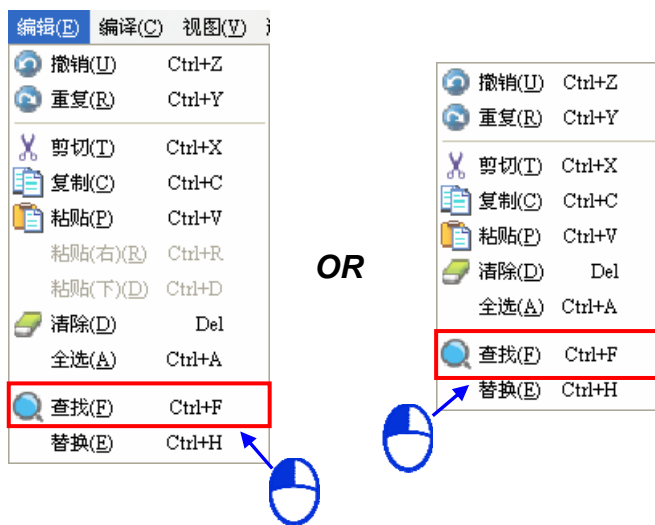 编辑(E) 编译(C) 视图(V)
撤销(U) Ctrl+Z
重复(R) Ctrl+Y
剪切(T) Ctrl+X
复制(C) Ctrl+C
粘贴(P) Ctrl+V
粘贴(右)(R) Ctrl+R
粘贴(下)(D) Ctrl+D
清除(D) Del
全选(A) Ctrl+A
查找(F) Ctrl+F
替换(E) Ctrl+H
OR
撤销(U) Ctrl+Z
重复(R) Ctrl+Y
剪切(T) Ctrl+X
复制(C) Ctrl+C
粘贴(P) Ctrl+V
清除(D) Del
全选(A) Ctrl+A
查找(F) Ctrl+F
替换(E) Ctrl+H